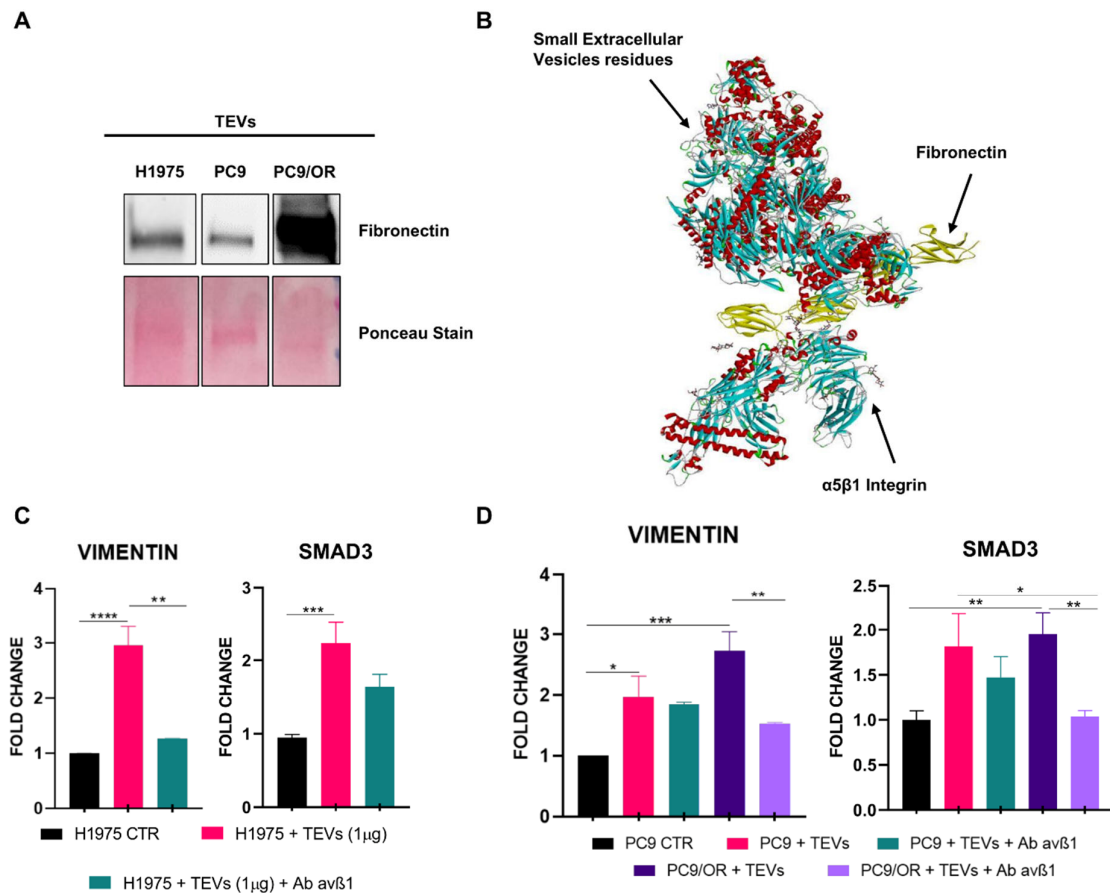 A
TEVs
H1975 PC9 PC9/OR
Fibronectin
Ponceau Stain
B
Small Extracellular
Vesicles residues
Fibronectin
α5β1 Integrin
C
VIMENTIN
FOLD CHANGE
4
3
2
1
0
**** **
SMAD3
FOLD CHANGE
3
2
1
0
***
H1975 CTR H1975 + TEVs (1µg)
H1975 + TEVs (1µg) + Ab avß1
D
VIMENTIN
FOLD CHANGE
4
3
2
1
0
*
***
**
SMAD3
FOLD CHANGE
2.5
2.0
1.5
1.0
0.5
0.0
*
** **
PC9 CTR PC9 + TEVs PC9 + TEVs + Ab avß1
PC9/OR + TEVs PC9/OR + TEVs + Ab avß1